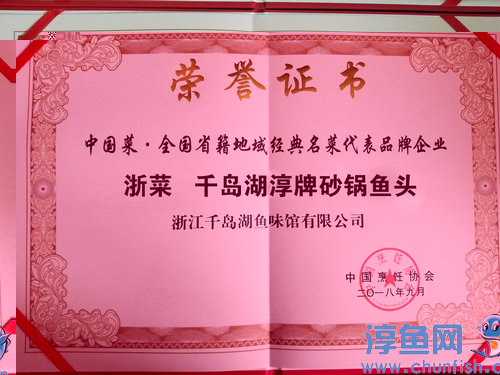 荣誉证书
中国菜·全国省籍地域经典名菜代表品牌企业
浙菜 千岛湖淳牌砂锅鱼头
浙江千岛湖鱼味馆有限公司
中国烹饪协会
二〇一八年九月
淳鱼网
www.chunfish.c